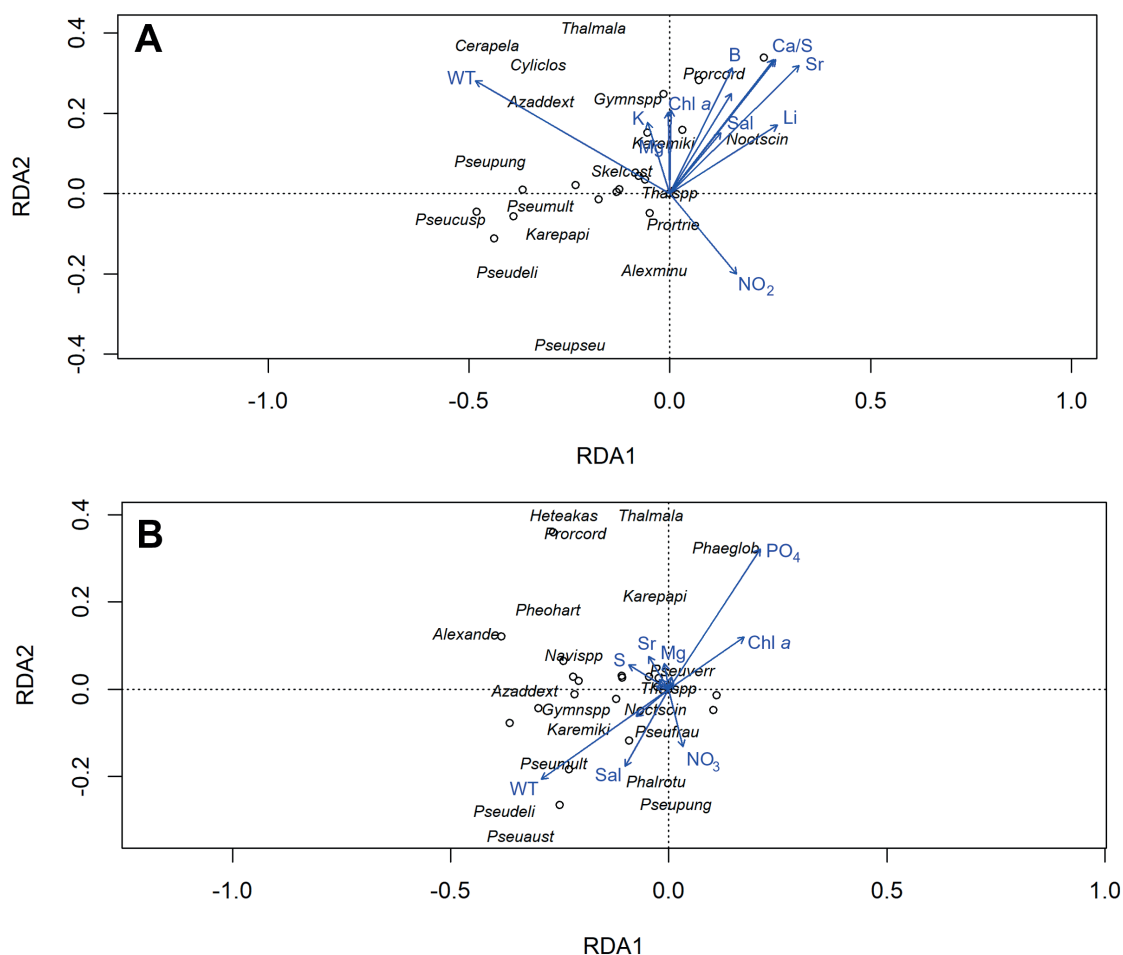 A
Thalmala
Cerapela
Cyliclos
WT
Azaddext
Gymnspp
Chl a
B
Ca/S
Sr
Prorcord
K
Karemiki
Mg
Sal
Li
Nootscin
Pseupung
Skelcost
Thalspp
Pseumult
Pseucusp
Karepapi
Prortrie
Pseudeli
Alexminu
NO2
Pseupseu
0.4
0.2
0.0
-0.2
-0.4
RDA2
-1.0
-0.5
0.0
0.5
1.0
RDA1
B
Heteakas
Thalmala
Prorcord
Phaeglob
PO4
Karepapi
Pheohart
Alexande
Chl a
Sr
Mg
S
Navispp
Pseuverr
Thalspp
Azaddext
Gymnspp
Noctscin
Karemiki
Pseufrau
NO3
Pseumult
Sal
WT
Phalrotu
Pseudeli
Pseupung
Pseuaust
0.4
0.2
0.0
-0.2
RDA2
-1.0
-0.5
0.0
0.5
1.0
RDA1